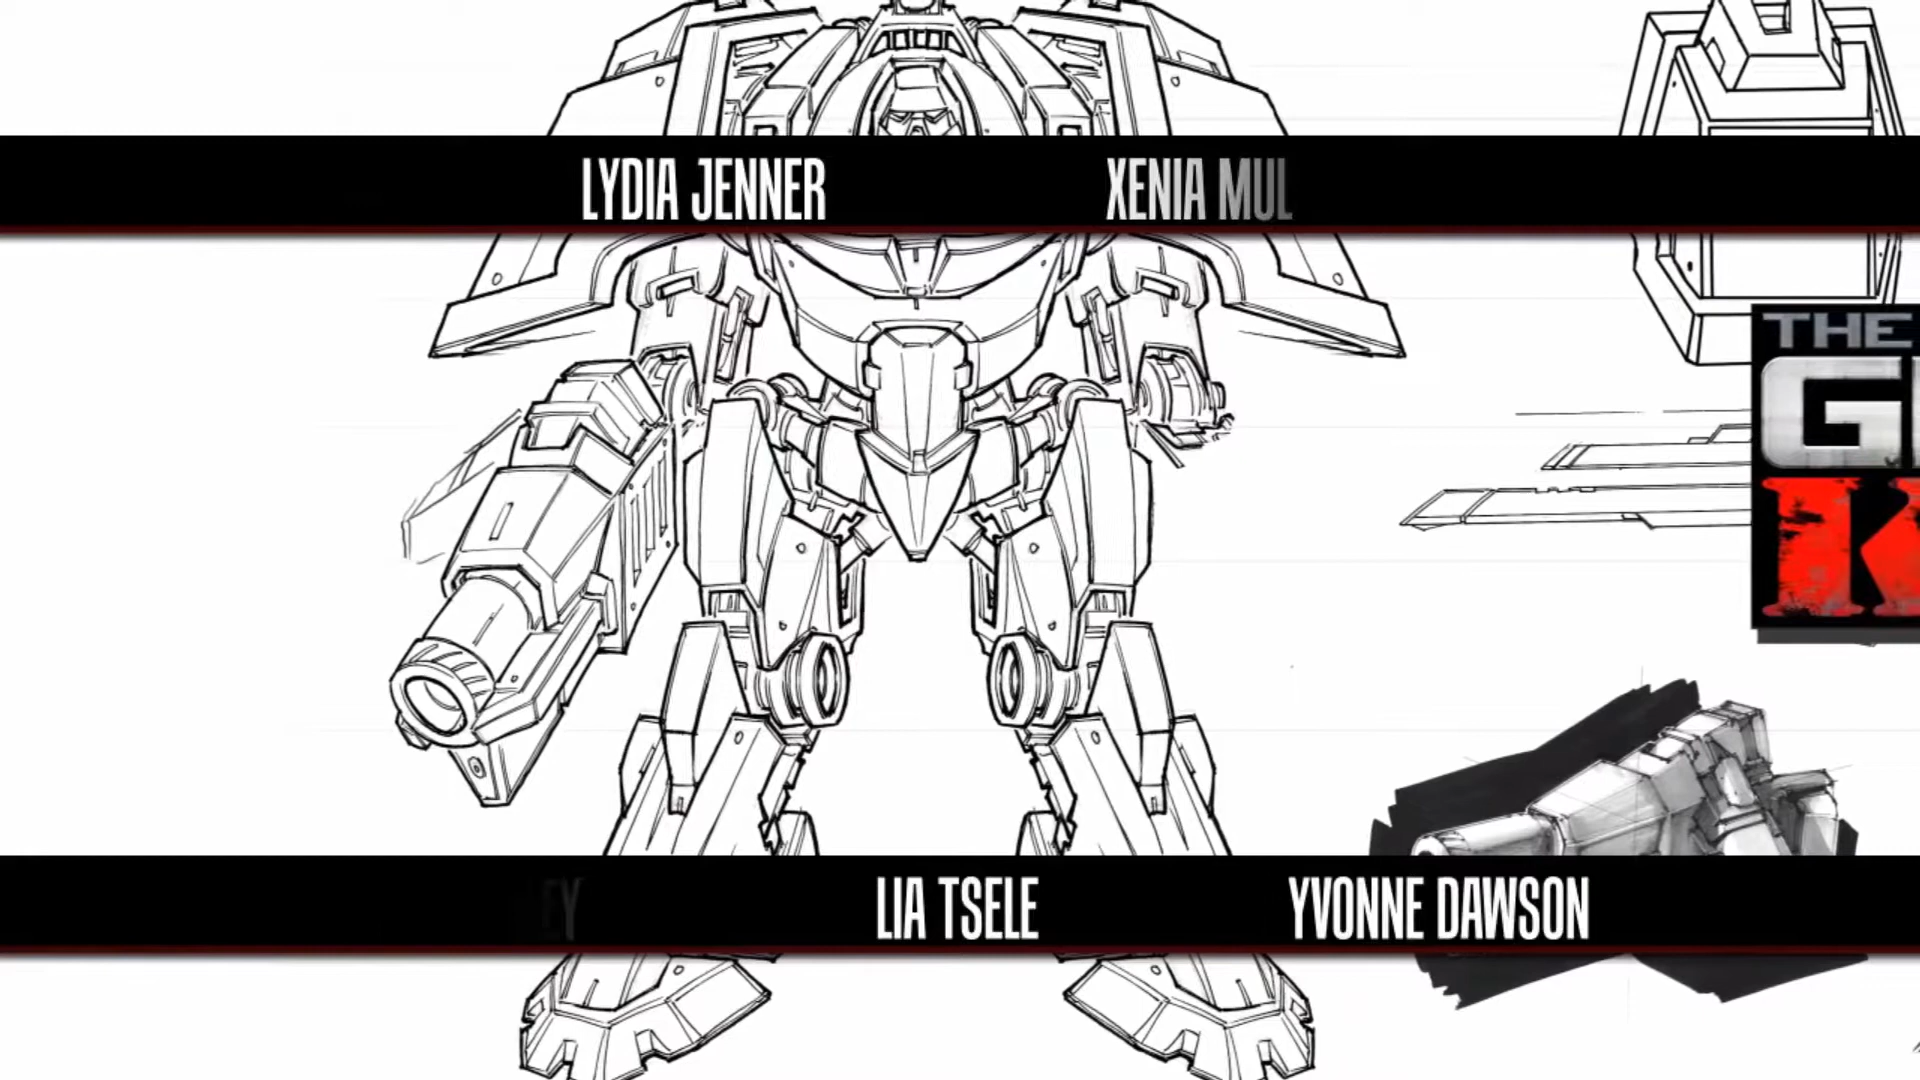 LYDIA JENNER XENIA MUL
THE
G
K
LIA TSELE YVONNE DAWSON